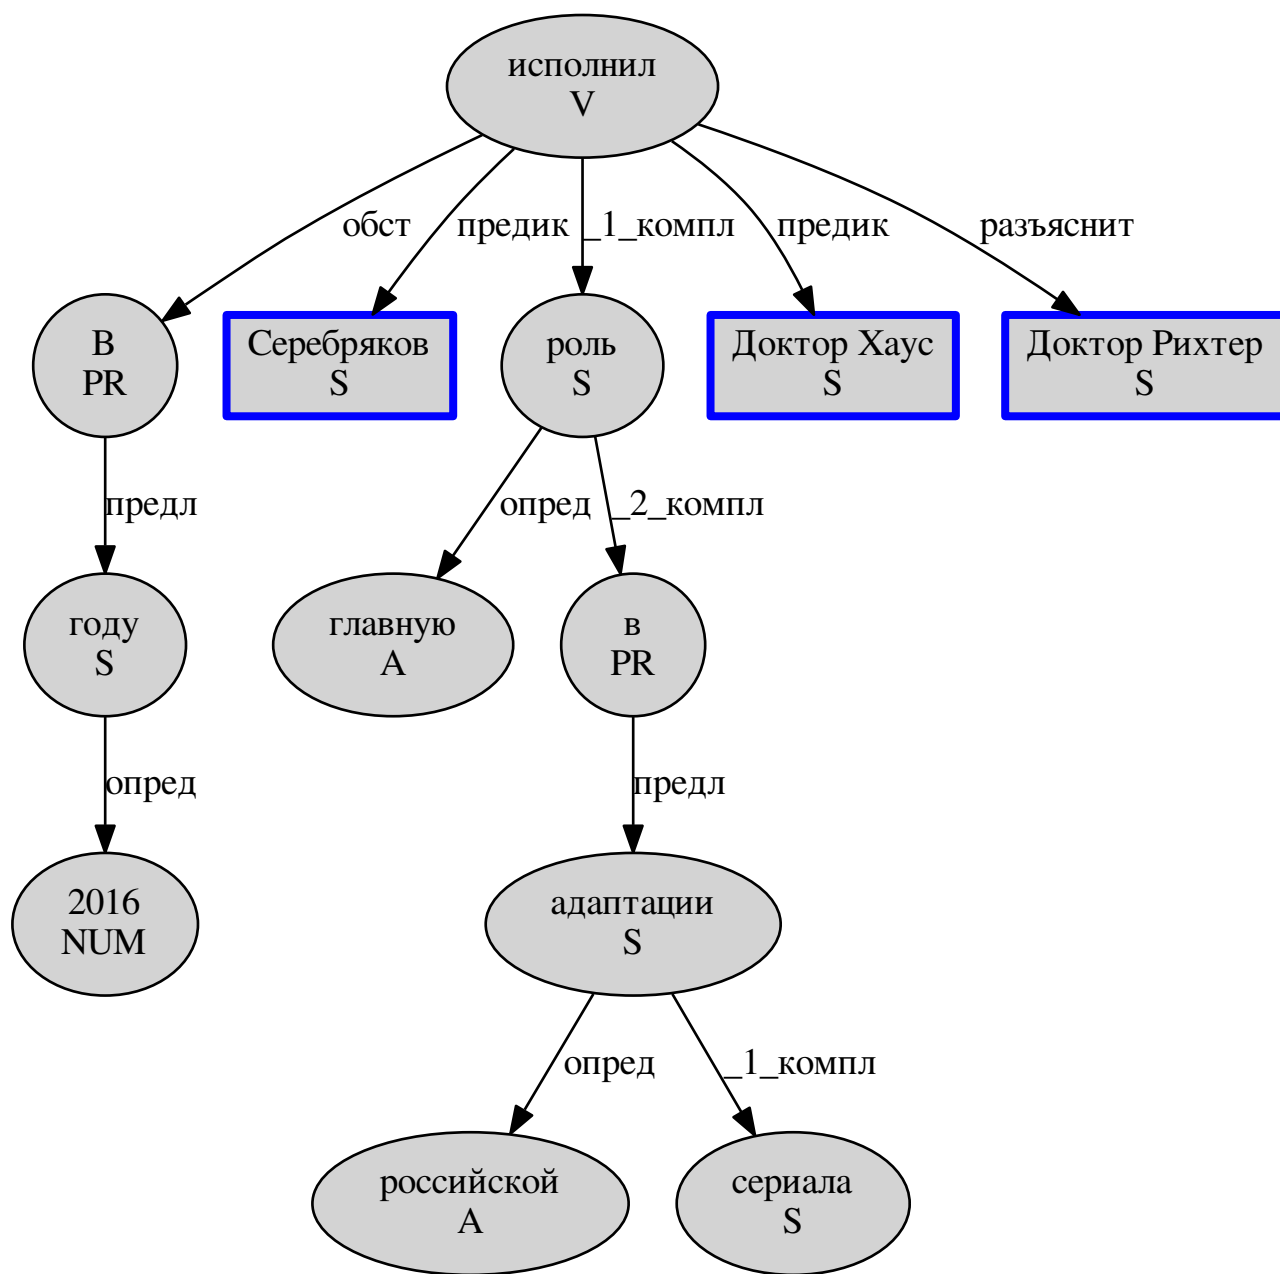 исполнил
V
обст
предик
_1_компл
предик
разъяснит
В
PR
Серебряков
S
роль
S
Доктор Хаус
S
Доктор Рихтер
S
предл
опред
_2_компл
году
S
главную
A
в
PR
опред
предл
2016
NUM
адаптации
S
опред
_1_компл
российской
A
сериала
S